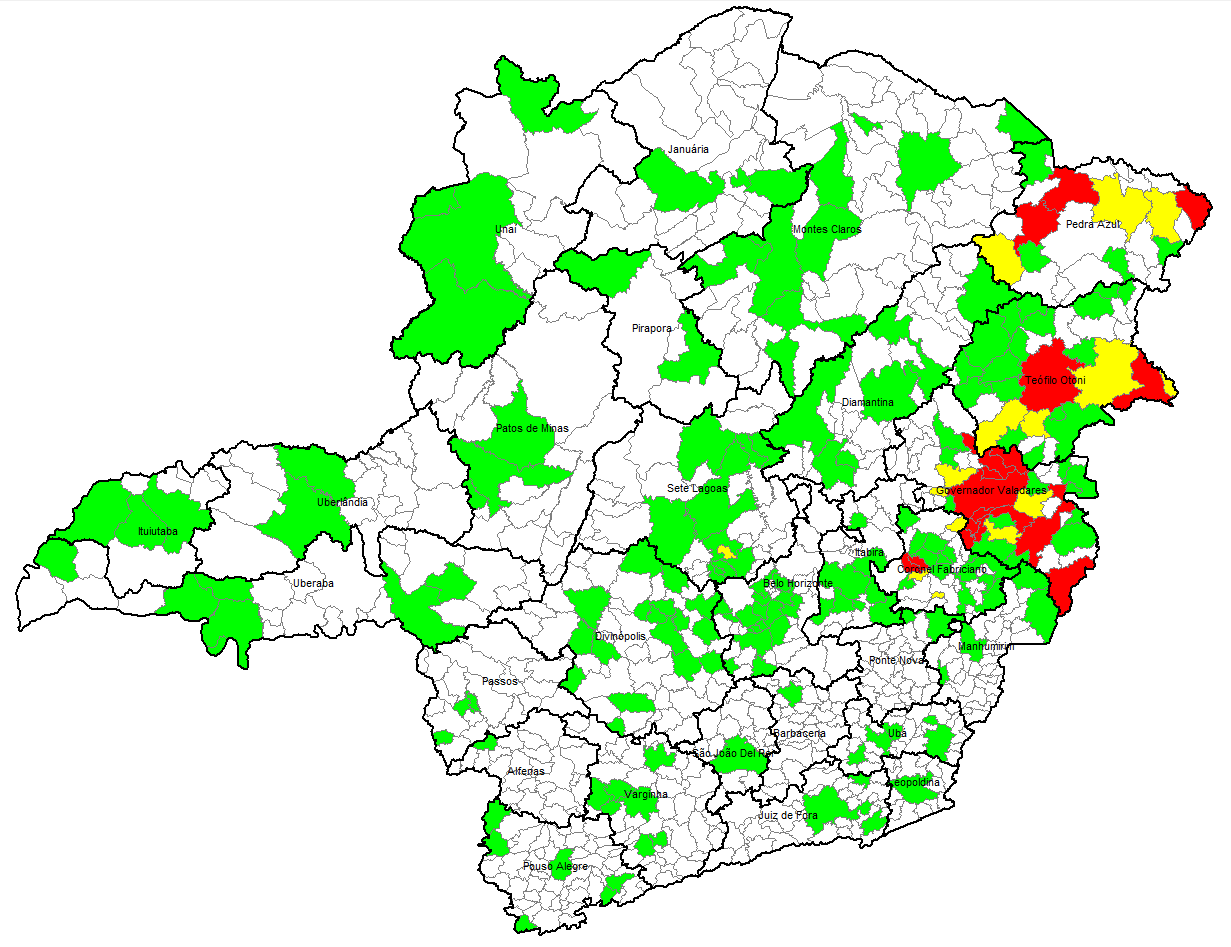 Januária
Montes Claros
Unaí
Pedra Azul
Pirapora
Teófilo Otoni
Diamantina
Patos de Minas
Sete Lagoas
Governador Valadares
Uberlândia
Ituiutaba
Itabira
Coronel Fabriciano
Uberaba
Belo Horizonte
Divinópolis
Manhumirim
Ponte Nova
Passos
Barbacena
Ubá
São João Del Rei
Alfenas
Leopoldina
Varginha
Juiz de Fora
Pouso Alegre